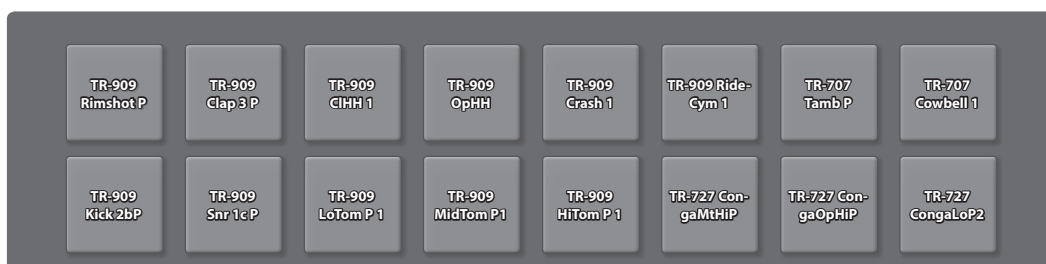 TR-909
Rimshot P
TR-909
Clap 3 P
TR-909
ClHH 1
TR-909
OpHH
TR-909
Crash 1
TR-909 Ride-
Cym 1
TR-707
Tamb P
TR-707
Cowbell 1
TR-909
Kick 2bP
TR-909
Snr 1c P
TR-909
LoTom P 1
TR-909
MidTom P1
TR-909
HiTom P 1
TR-727 Con-
gaMtHiP
TR-727 Con-
gaOpHiP
TR-727
CongaLoP2